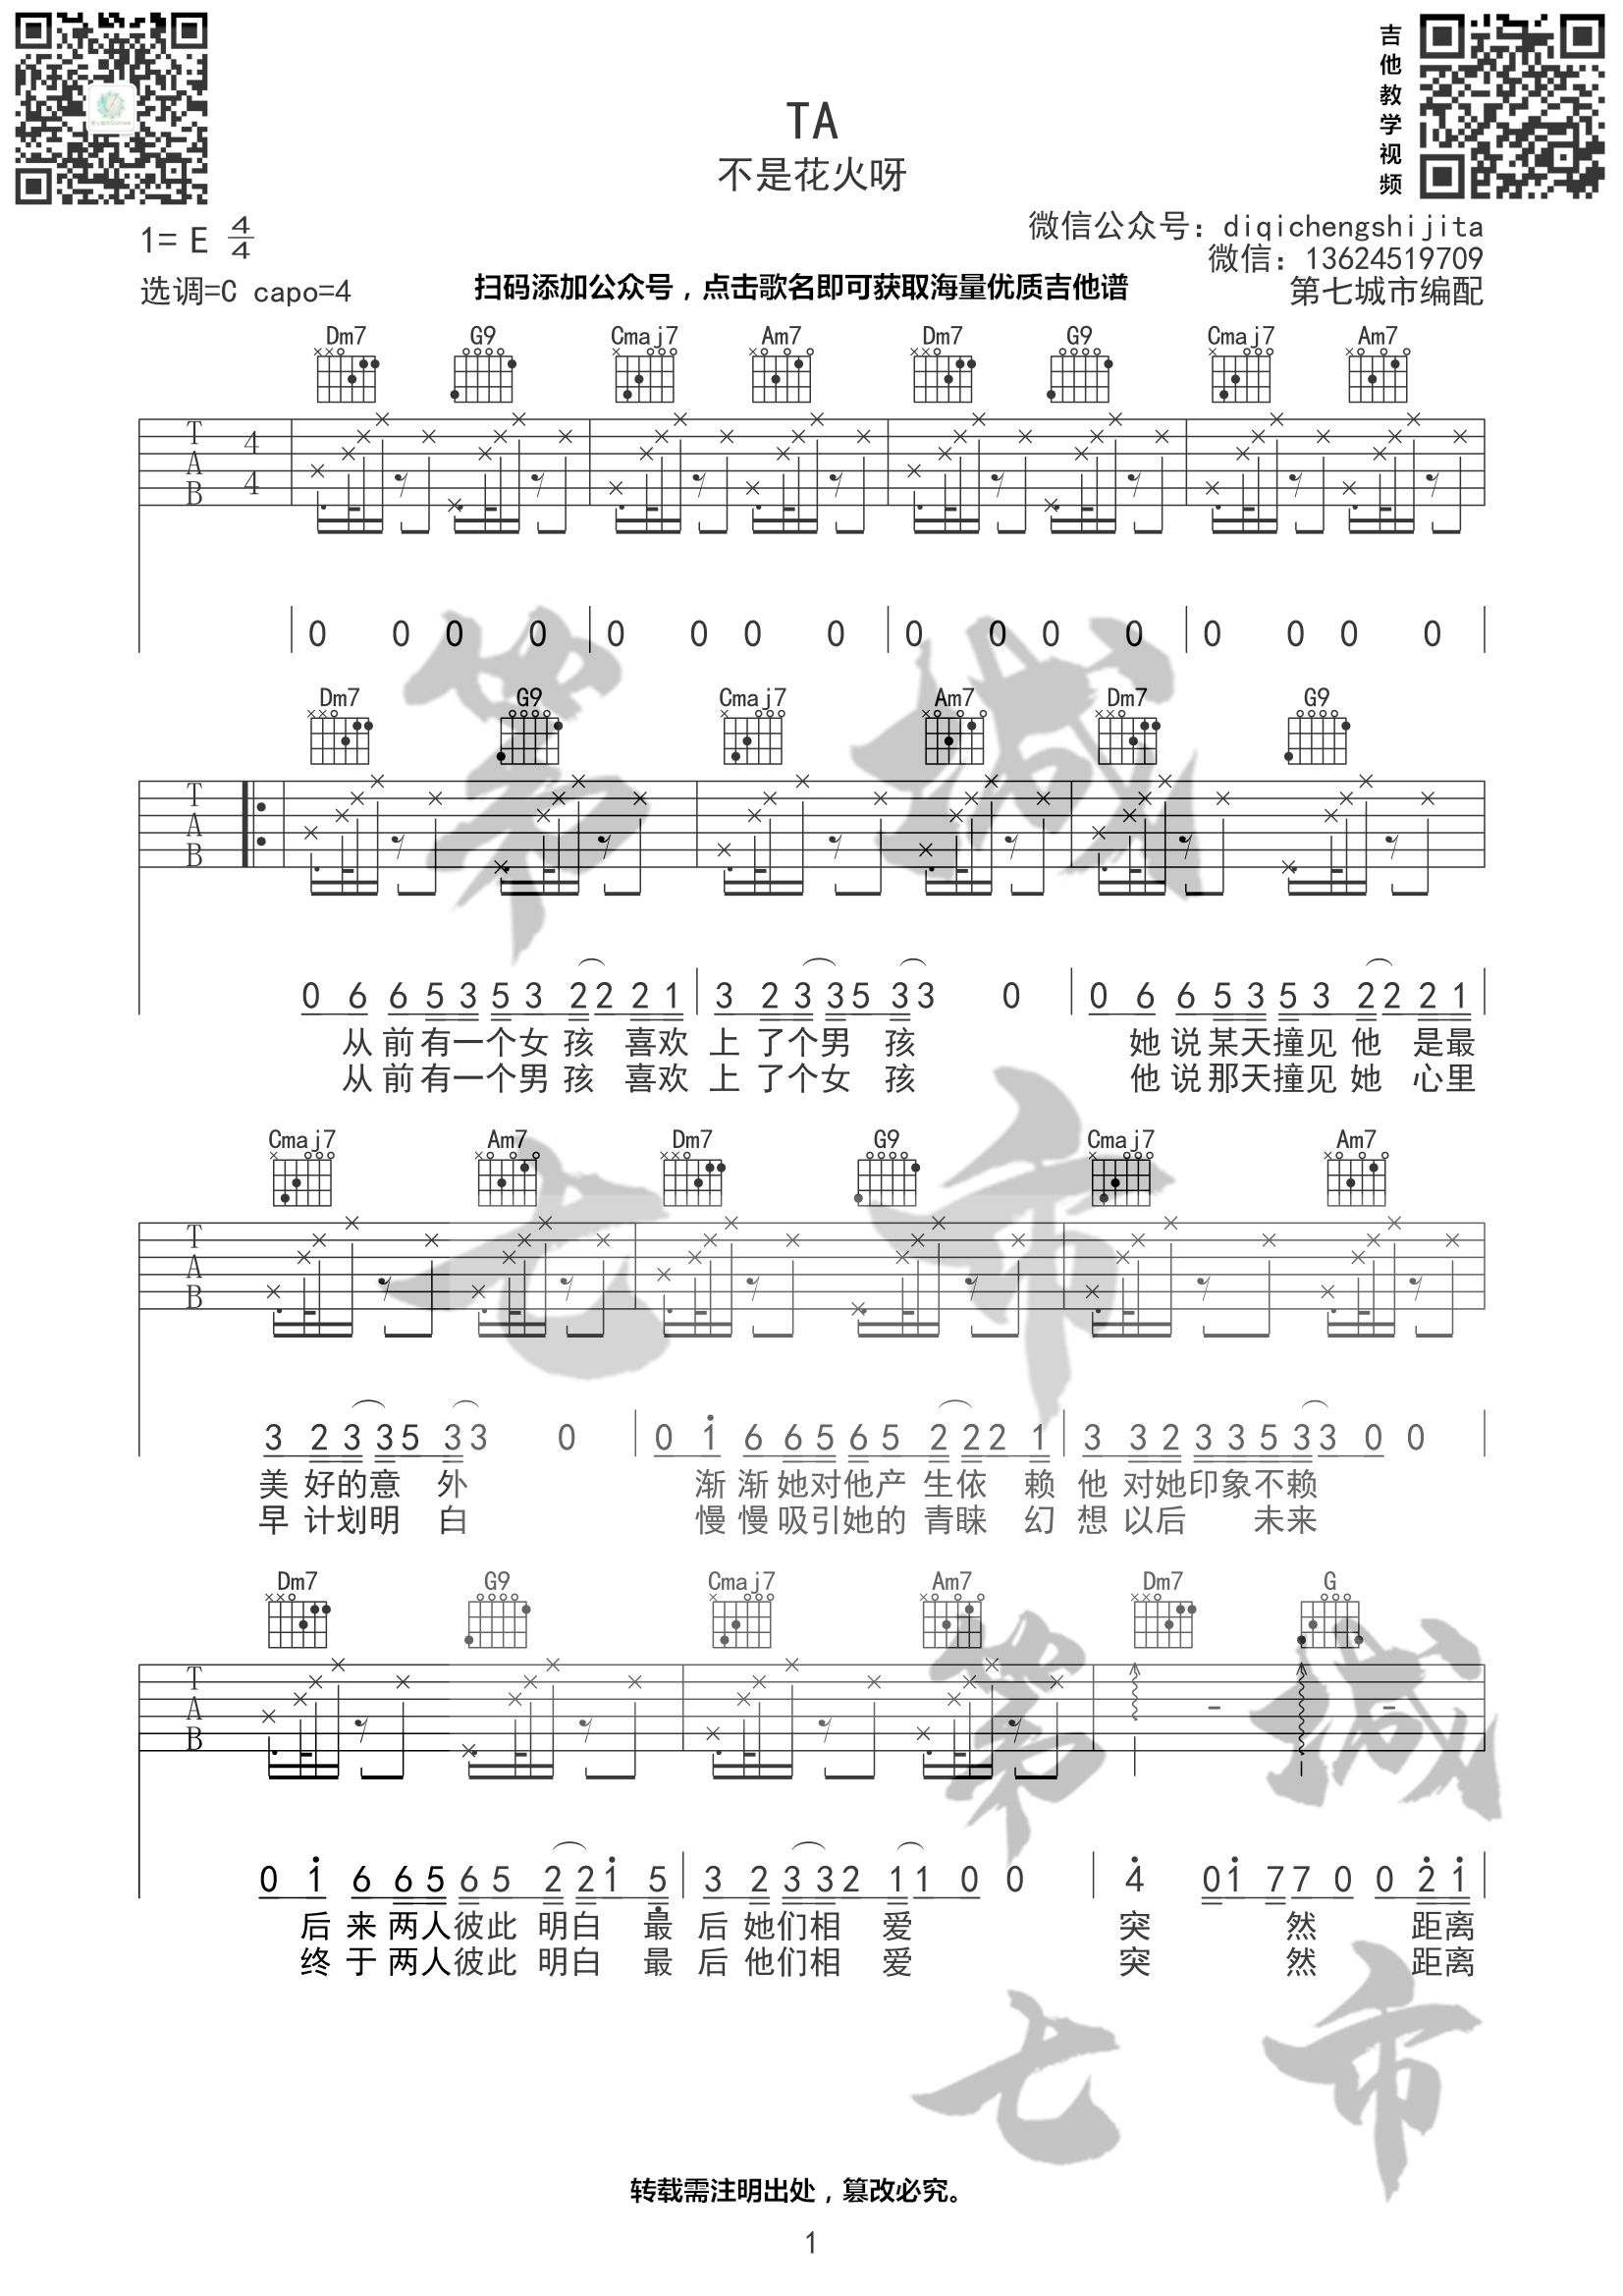 TA
不是花火呀
吉他教学视频
1= E 4/4
选调=C capo=4
微信公众号: diqichengshijita
微信: 13624519709
第七城市编配
扫码添加公众号，点击歌名即可获取海量优质吉他谱
Dm7 G9 Cmaj7 Am7 Dm7 G9 Cmaj7 Am7
T A B 4 4
0 0 0 0 0 0 0 0 0 0 0 0 0 0 0 0
Dm7 G9 Cmaj7 Am7 Dm7 G9
T A B
0 6 6 5 3 5 3 2 2 2 1 3 2 3 3 5 3 3 0 0 6 6 5 3 5 3 2 2 2 1
从前有一个女孩 喜欢上了个男孩 她说某天撞见他 是最
从前有一个男孩 喜欢上了个女孩 他说那天撞见她 心里
Cmaj7 Am7 Dm7 G9 Cmaj7 Am7
T A B
3 2 3 3 5 3 3 0 0 1 6 6 5 6 5 2 2 2 1 3 3 2 3 3 5 3 3 0 0
美好的意外 渐渐她对他产生依赖 他对她印象不赖
早计划明白 慢慢吸引她的青睐 幻想以后 未来
Dm7 G9 Cmaj7 Am7 Dm7 G
T A B
0 1 6 6 5 6 5 2 2 1 5 3 2 3 3 2 1 1 0 0 4 0 1 7 7 0 0 2 1
后来两人彼此明白 最后她们相爱 突然 距离
终于两人彼此明白 最后他们相爱 突然 距离
第 七 城 市
第 七 城 市
转载需注明出处，篡改必究。
1